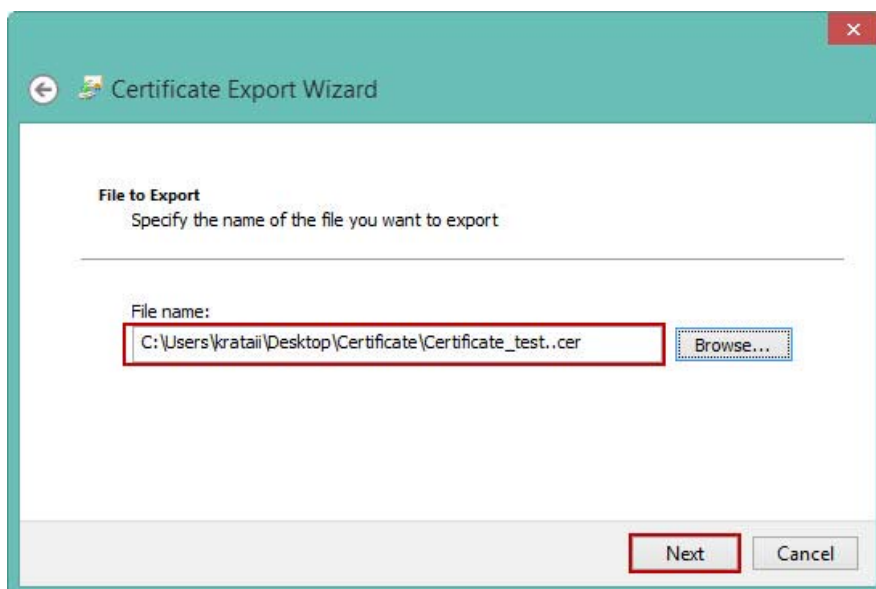 Certificate Export Wizard
File to Export
Specify the name of the file you want to export
File name:
C:\Users\krataii\Desktop\Certificate\Certificate_test..cer
Browse...
Next
Cancel